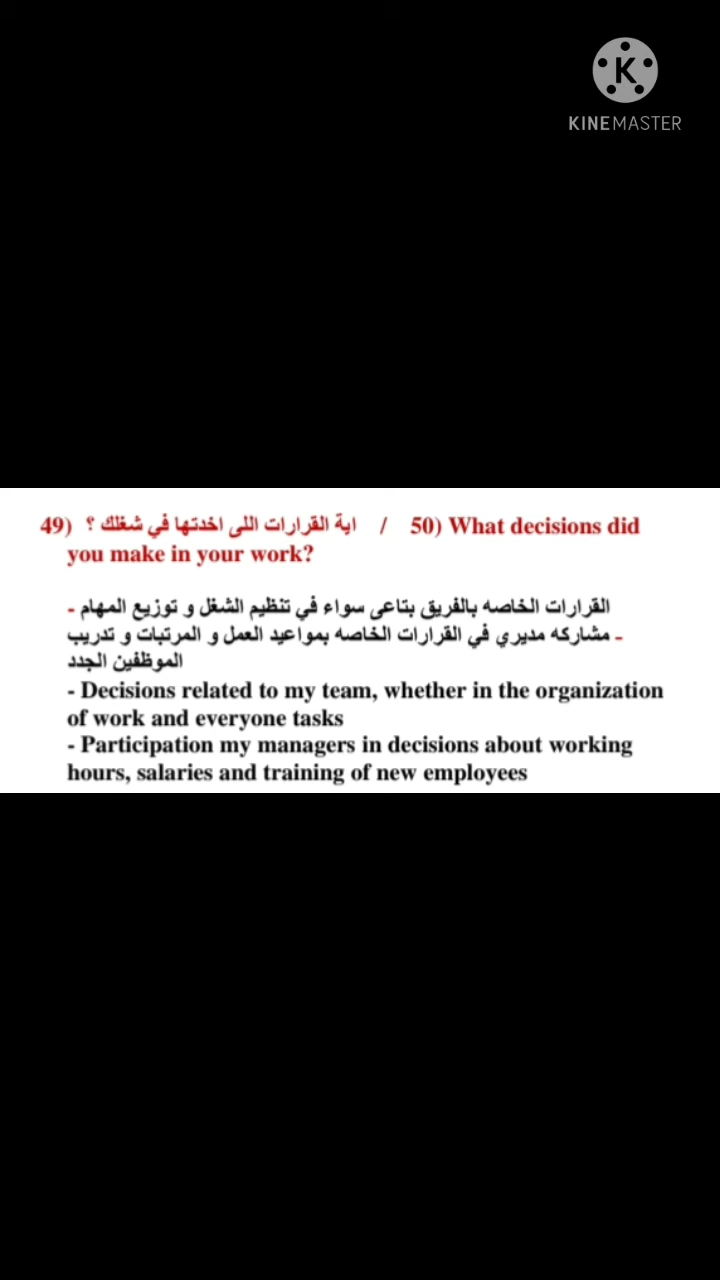 KINEMASTER
49) اية القرارات اللى اخدتها في شغلك ؟ / 50) What decisions did
you make in your work?
القرارات الخاصه بالفريق بتاعى سواء في تنظيم الشغل و توزيع المهام -
- مشاركه مديري في القرارات الخاصه بمواعيد العمل و المرتبات و تدريب
الموظفين الجدد
- Decisions related to my team, whether in the organization
of work and everyone tasks
- Participation my managers in decisions about working
hours, salaries and training of new employees